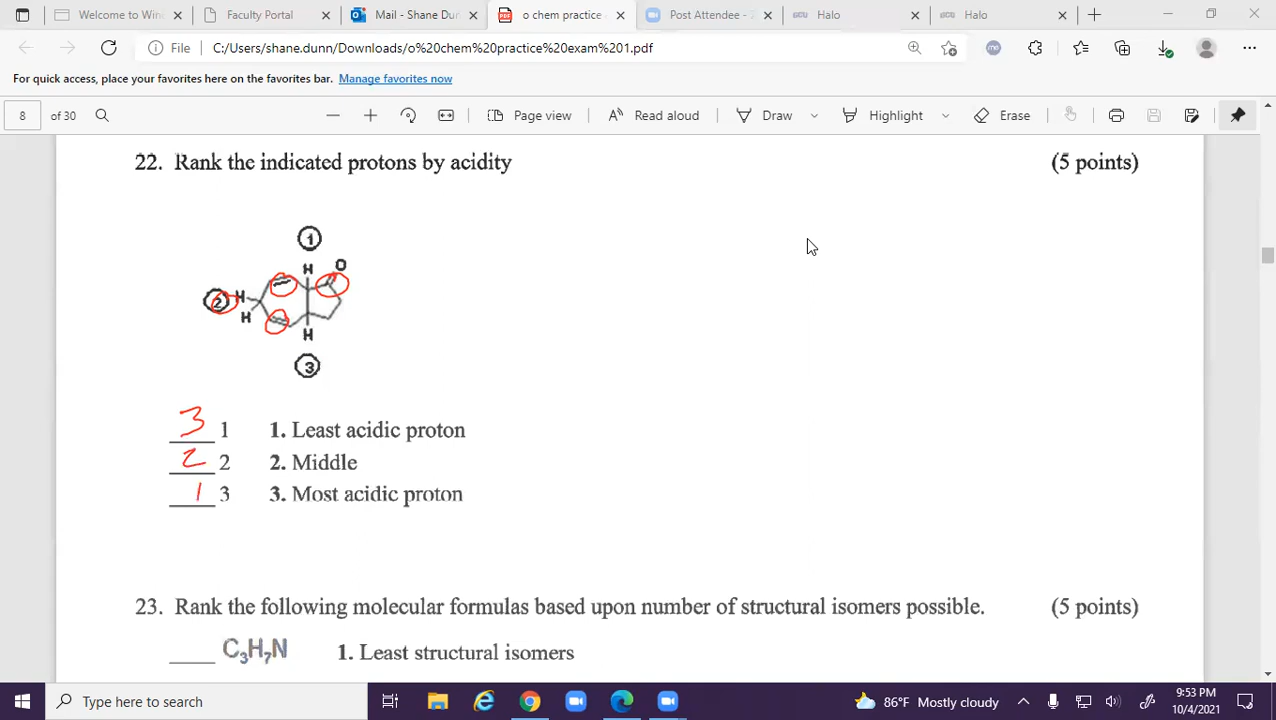 Welcome to Win
Faculty Portal
Mail - Shane Dun
o chem practice
Post Attendee - Z
Halo
Halo
File C:/Users/shane.dunn/Downloads/o%20chem%20practice%20exam%201.pdf
For quick access, place your favorites here on the favorites bar. Manage favorites now
8 of 30 Page view Read aloud Draw Highlight Erase
22. Rank the indicated protons by acidity (5 points)
1
H O
2 H
H
H
3
3 1 1. Least acidic proton
2 2 2. Middle
1 3 3. Most acidic proton
23. Rank the following molecular formulas based upon number of structural isomers possible. (5 points)
C₃H₇N 1. Least structural isomers
Type here to search
86°F Mostly cloudy
9:53 PM
10/4/2021